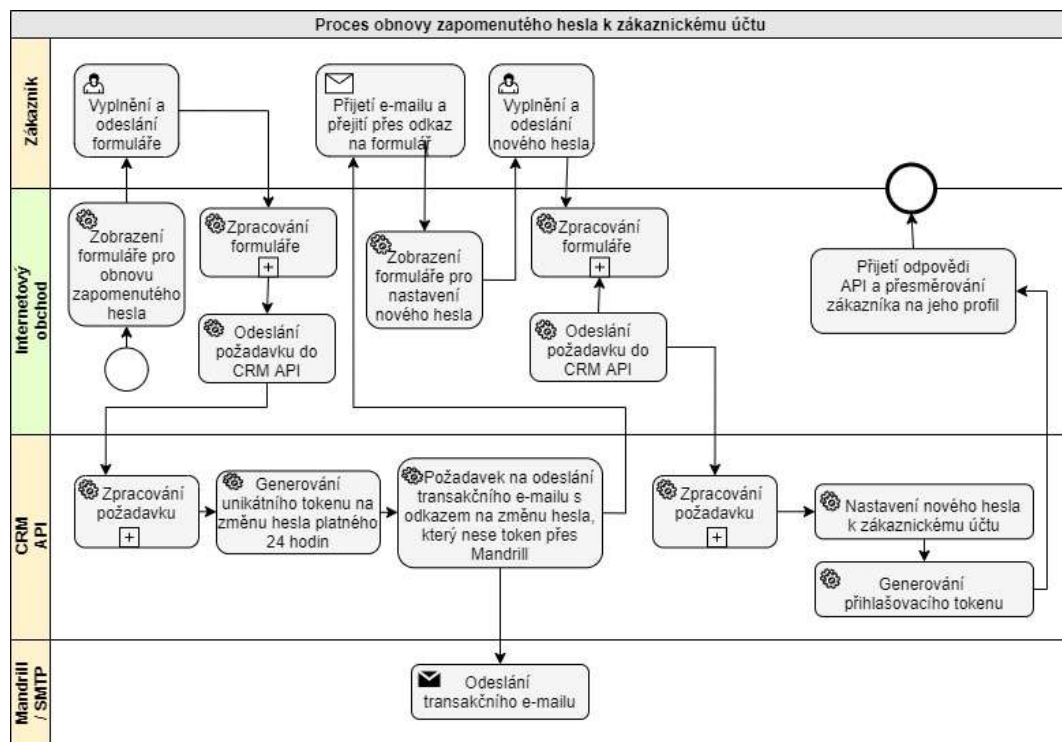 Proces obnovy zapomenutého hesla k zákaznickému účtu
Zákazník
Vyplnění a
odeslání
formuláře
Přijetí e-mailu a
přejití přes odkaz
na formulář
Vyplnění a
odeslání
nového hesla
Internetový
obchod
Zobrazení
formuláře pro
obnovu
zapomenutého
hesla
Zpracování
formuláře
Odeslání
požadavku do
CRM API
Zobrazení
formuláře pro
nastavení
nového hesla
Zpracování
formuláře
Odeslání
požadavku do
CRM API
Přijetí odpovědi
API a přesměrování
zákazníka na jeho profil
CRM
API
Zpracování
požadavku
Generování
unikátního tokenu na
změnu hesla platného
24 hodin
Požadavek na odeslání
transakčního e-mailu s
odkazem na změnu hesla,
který nese token přes
Mandrill
Zpracování
požadavku
Nastavení nového hesla
k zákaznickému účtu
Generování
přihlašovacího tokenu
Mandrill
/ SMTP
Odeslání
transakčního e-mailu